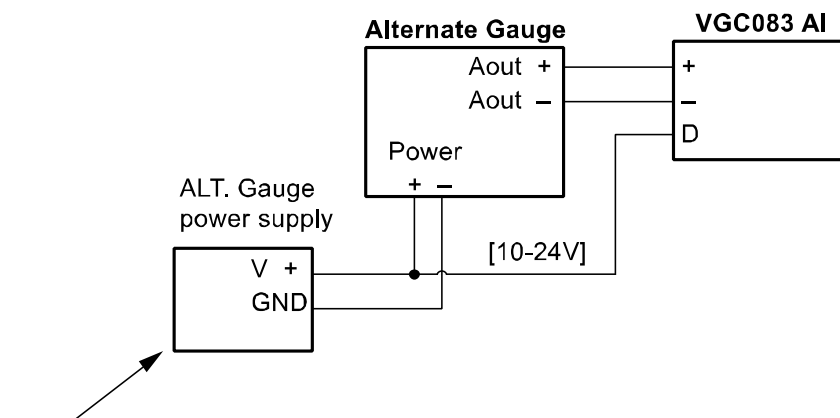 Alternate Gauge
VGC083 AI
Aout +
Aout –
+
–
D
Power
+ –
ALT. Gauge
power supply
[10-24V]
V +
GND